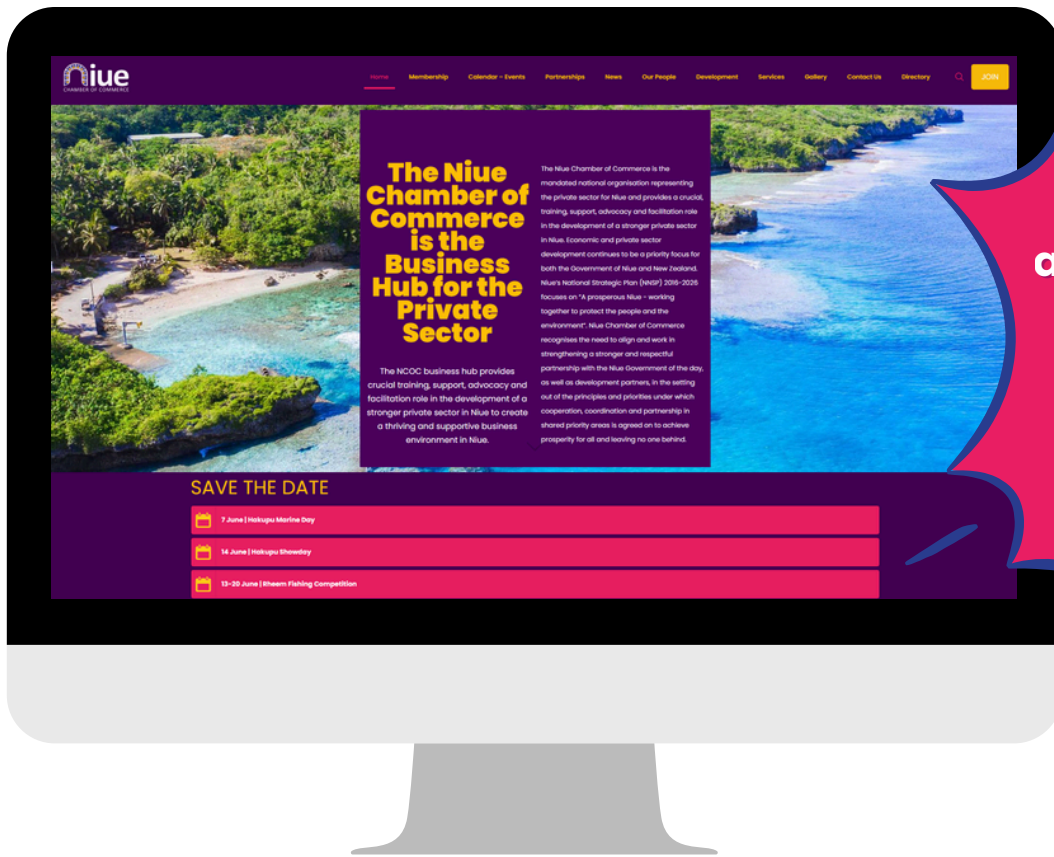 niue
CHAMBER OF COMMERCE
Home Membership Calendar – Events Partnerships News Our People Development Services Gallery Contact Us Directory JOIN
The Niue
Chamber of
Commerce
is the
Business
Hub for the
Private
Sector
The NCOC business hub provides
crucial training, support, advocacy and
facilitation role in the development of a
stronger private sector in Niue to create
a thriving and supportive business
environment in Niue.
The Niue Chamber of Commerce is the
mandated national organisation representing
the private sector for Niue and provides a crucial,
training, support, advocacy and facilitation role
in the development of a stronger private sector
in Niue. Economic and private sector
development continues to be a priority focus for
both the Government of Niue and New Zealand.
Niue's National Strategic Plan (NNSP) 2016-2026
focuses on "A prosperous Niue - working
together to protect the people and the
environment". Niue Chamber of Commerce
recognises the need to align and work in
strengthening a stronger and respectful
partnership with the Niue Government of the day,
as well as development partners, in the setting
out of the principles and priorities under which
cooperation, coordination and partnership in
shared priority areas is agreed on to achieve
prosperity for all and leaving no one behind.
SAVE THE DATE
7 June | Hakupu Marine Day
14 June | Hakupu Showday
13-20 June | Rheem Fishing Competition